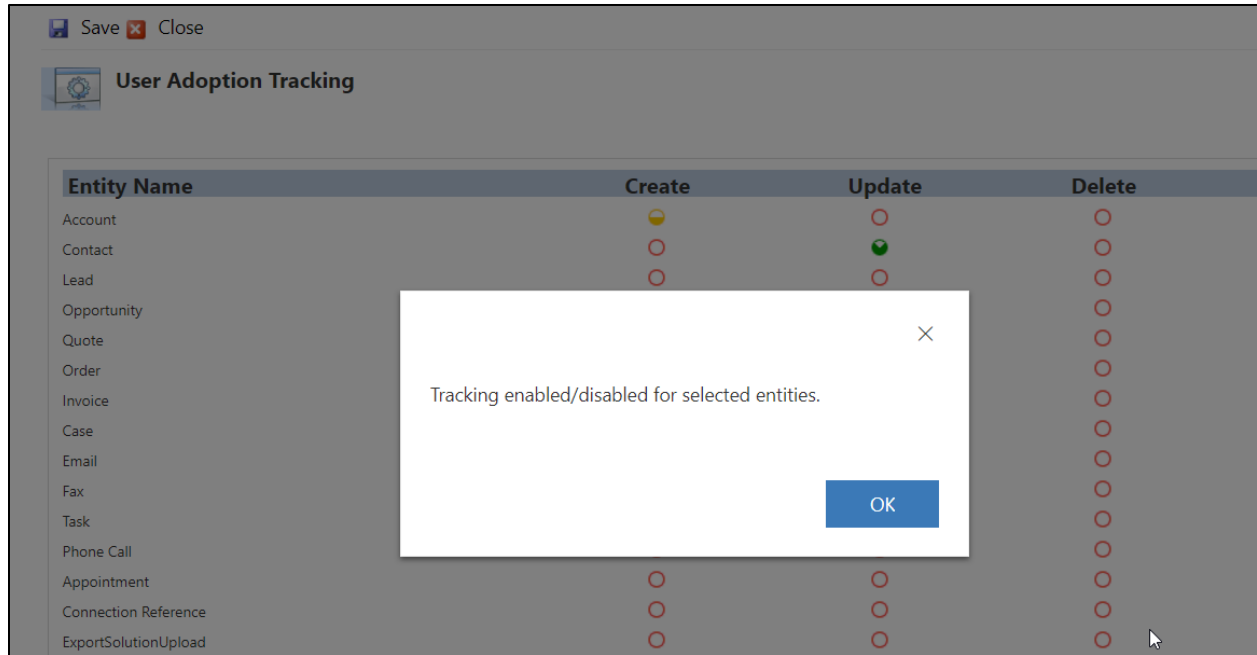 Save Close
User Adoption Tracking
Entity Name Create Update Delete
Account
Contact
Lead
Opportunity
Quote
Order
Invoice
Case
Email
Fax
Task
Phone Call
Appointment
Connection Reference
ExportSolutionUpload
Tracking enabled/disabled for selected entities.
OK